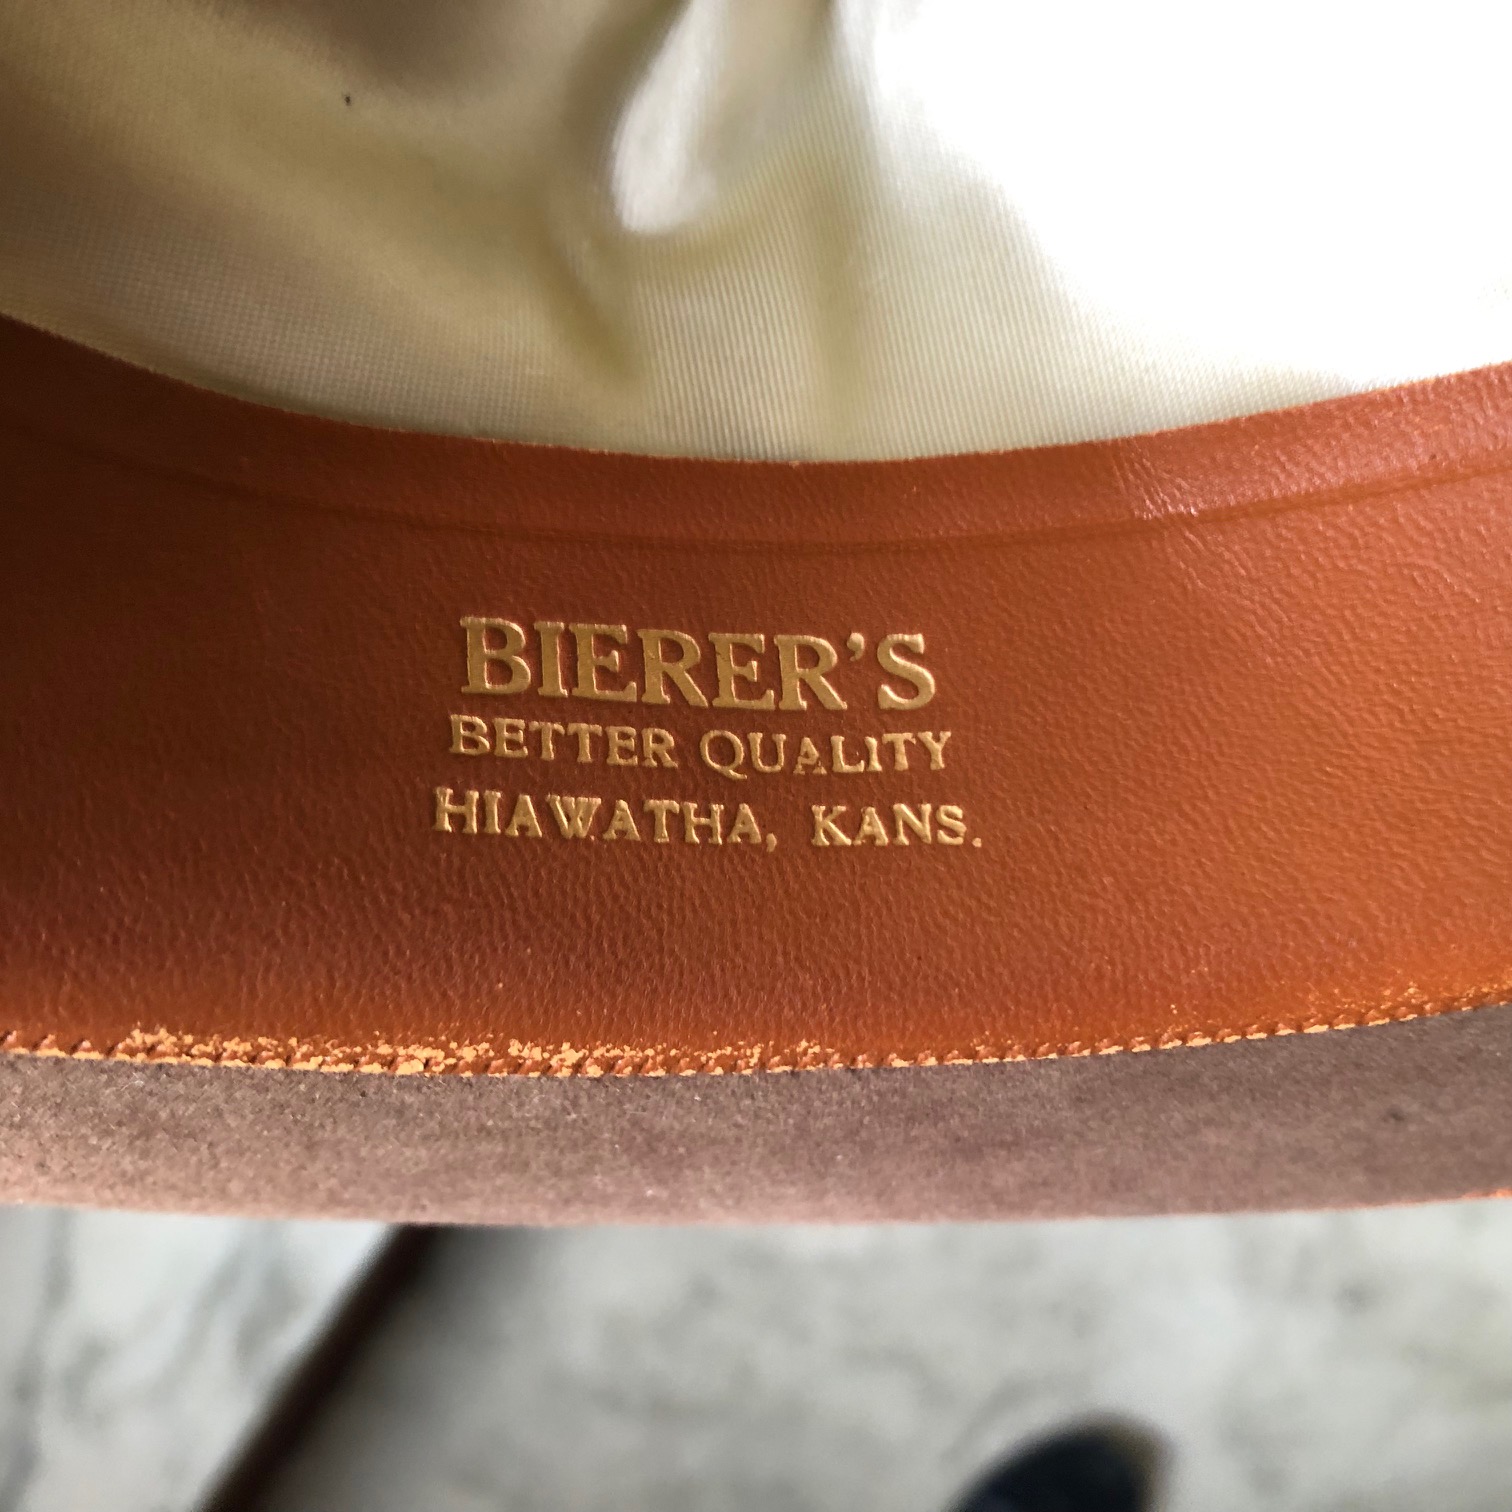 BIERER'S
BETTER QUALITY
HIAWATHA, KANS.